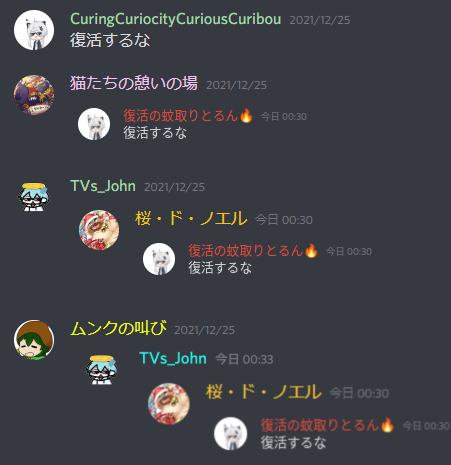 CuringCuriocityCuriousCuribou 2021/12/25
復活するな
猫たちの憩いの場 2021/12/25
復活の蚊取りとるん🔥 今日 00:30
復活するな
TVs_John 2021/12/25
桜・ド・ノエル 今日 00:30
復活の蚊取りとるん🔥 今日 00:30
復活するな
ムンクの叫び 2021/12/25
TVs_John 今日 00:33
桜・ド・ノエル 今日 00:30
復活の蚊取りとるん🔥 今日 00:30
復活するな